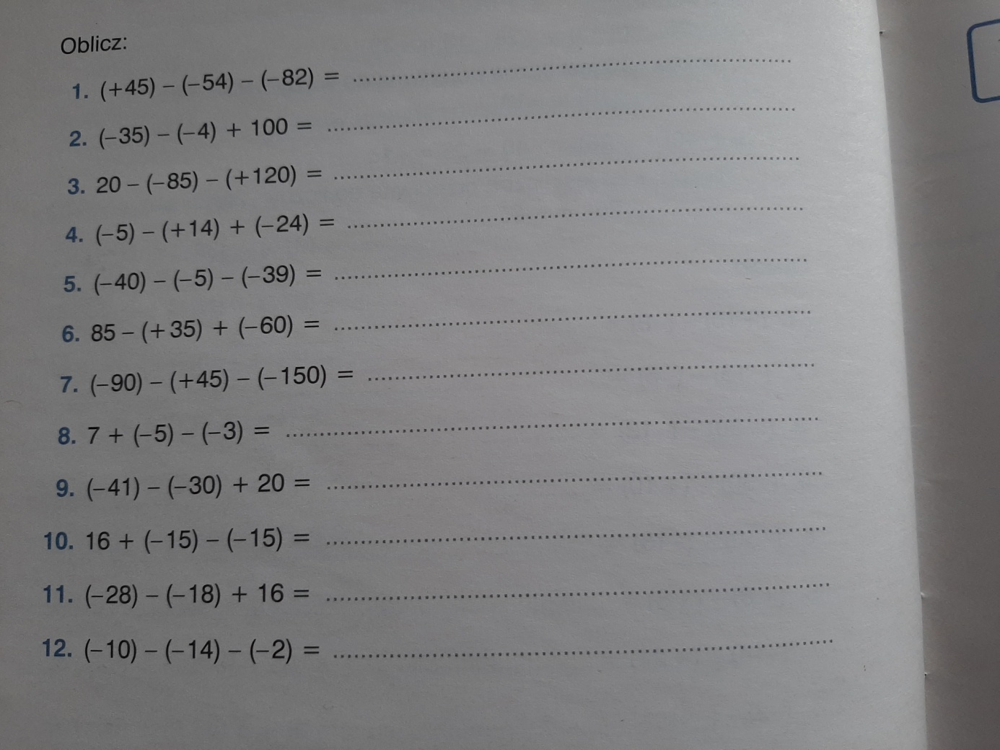 Oblicz:
1. (+45) – (–54) – (–82) = ........................................................
2. (–35) – (–4) + 100 = ........................................................
3. 20 – (–85) – (+120) = ........................................................
4. (–5) – (+14) + (–24) = ........................................................
5. (–40) – (–5) – (–39) = ........................................................
6. 85 – (+35) + (–60) = ........................................................
7. (–90) – (+45) – (–150) = ........................................................
8. 7 + (–5) – (–3) = ........................................................
9. (–41) – (–30) + 20 = ........................................................
10. 16 + (–15) – (–15) = ........................................................
11. (–28) – (–18) + 16 = ........................................................
12. (–10) – (–14) – (–2) = ........................................................